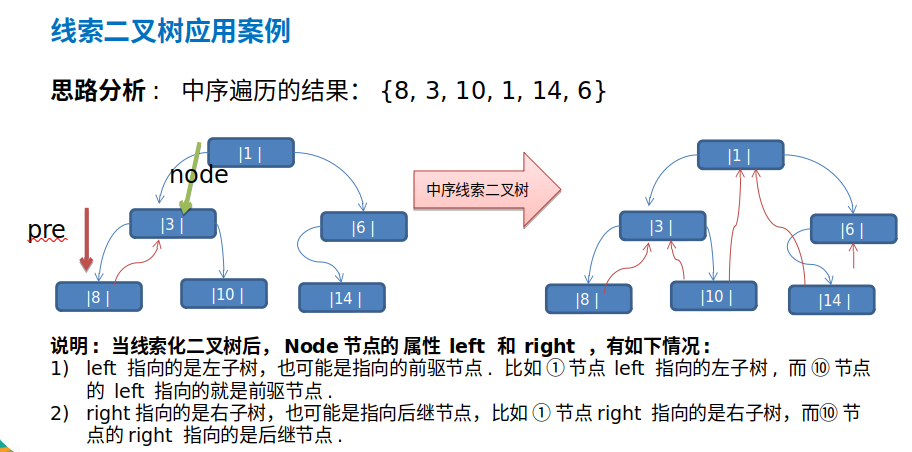 线索二叉树应用案例
思路分析： 中序遍历的结果： {8, 3, 10, 1, 14, 6}
|1 |
node
pre
|3 |
|6 |
|8 |
|10 |
|14 |
中序线索二叉树
|1 |
|3 |
|6 |
|8 |
|10 |
|14 |
说明：当线索化二叉树后，Node 节点的 属性 left 和 right ，有如下情况：
1) left 指向的是左子树，也可能是指向的前驱节点．比如 ① 节点 left 指向的左子树，而 ⑩ 节点
的 left 指向的就是前驱节点．
2) right 指向的是右子树，也可能是指向后继节点，比如 ① 节点 right 指向的是右子树，而⑩ 节
点的 right 指向的是后继节点．